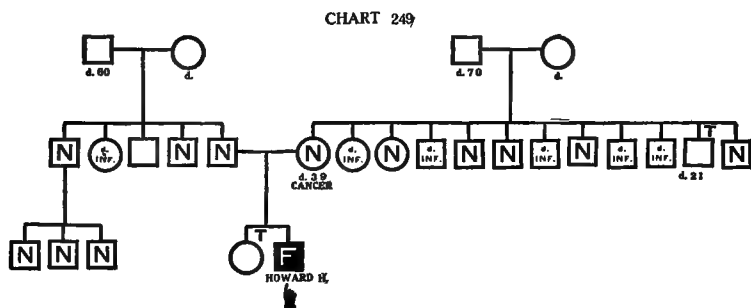 CHART 249
d. 60 d. d. 70 d.
N d. INF. N N N d. INF. N d. INF. N N d. INF. N d. INF. d. INF. T N
d. 39 CANCER d. 21
N N N T F
HOWARD H.